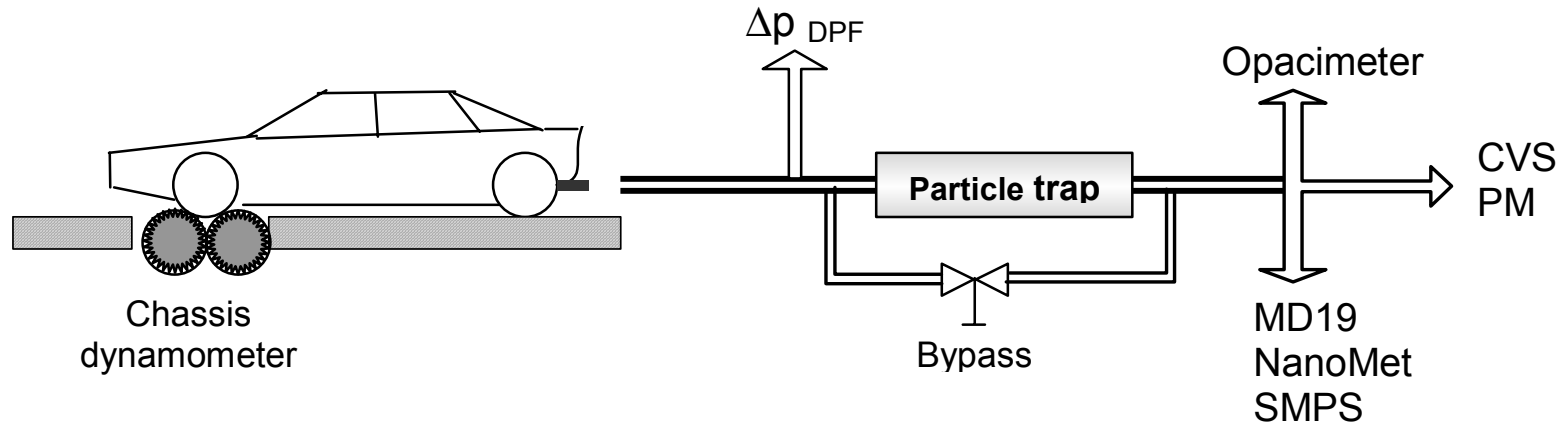 Δp DPF
Opacimeter
Particle trap
CVS
PM
Chassis
dynamometer
Bypass
MD19
NanoMet
SMPS